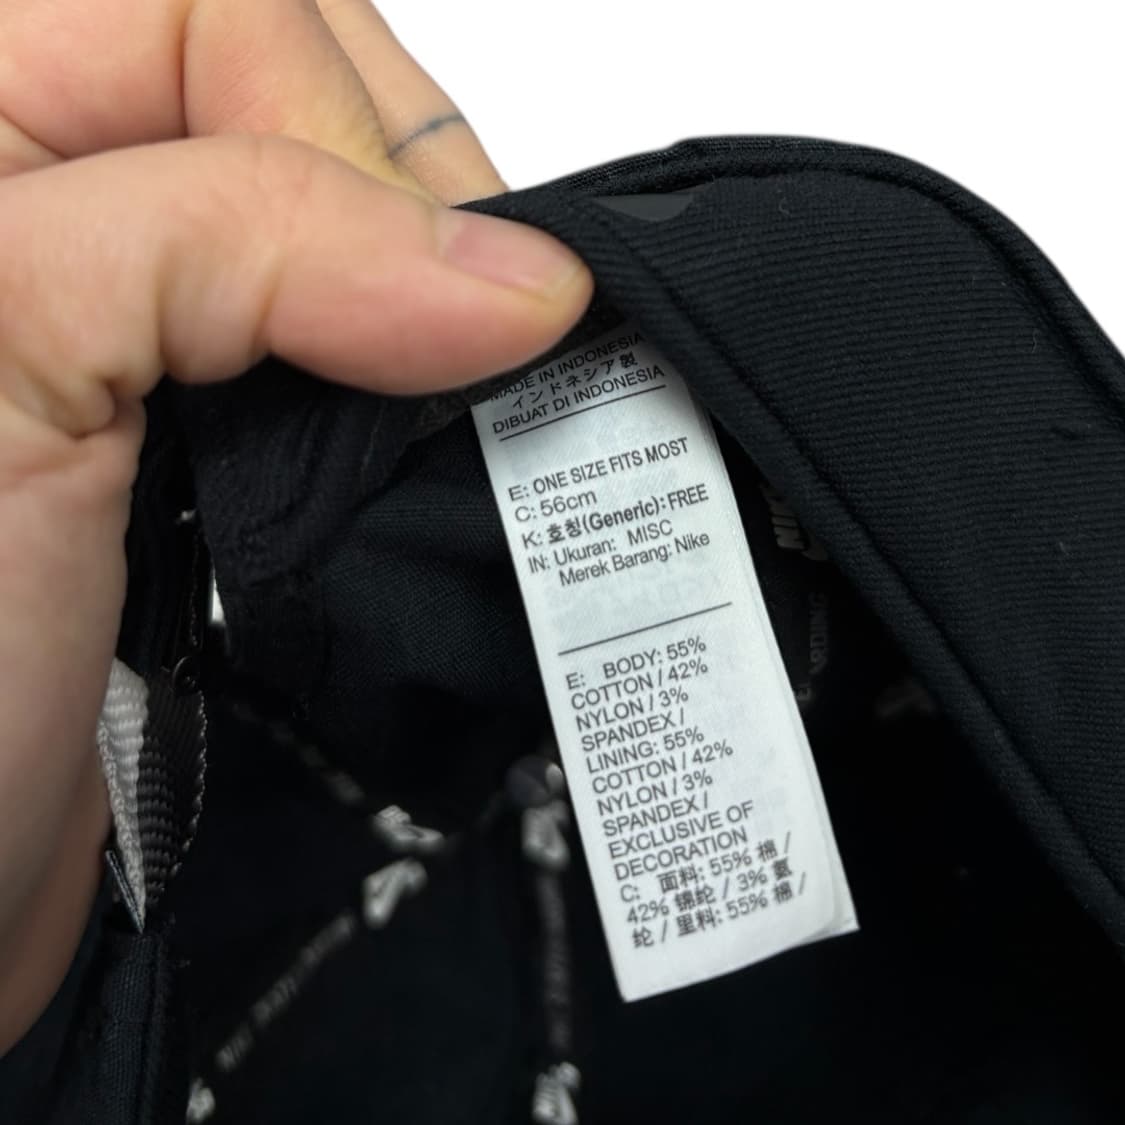 MADE IN INDONESIA
インドネシア製
DIBUAT DI INDONESIA
E: ONE SIZE FITS MOST
C: 56cm
K: 호칭(Generic): FREE
IN: Ukuran: MISC
Merek Barang: Nike
E: BODY: 55%
COTTON / 42%
NYLON / 3%
SPANDEX /
LINING: 55%
COTTON / 42%
NYLON / 3%
SPANDEX /
EXCLUSIVE OF
DECORATION
C: 面料: 55% 棉 /
42% 锦纶 / 3% 氨
纶 / 里料: 55% 棉 /
NIKE